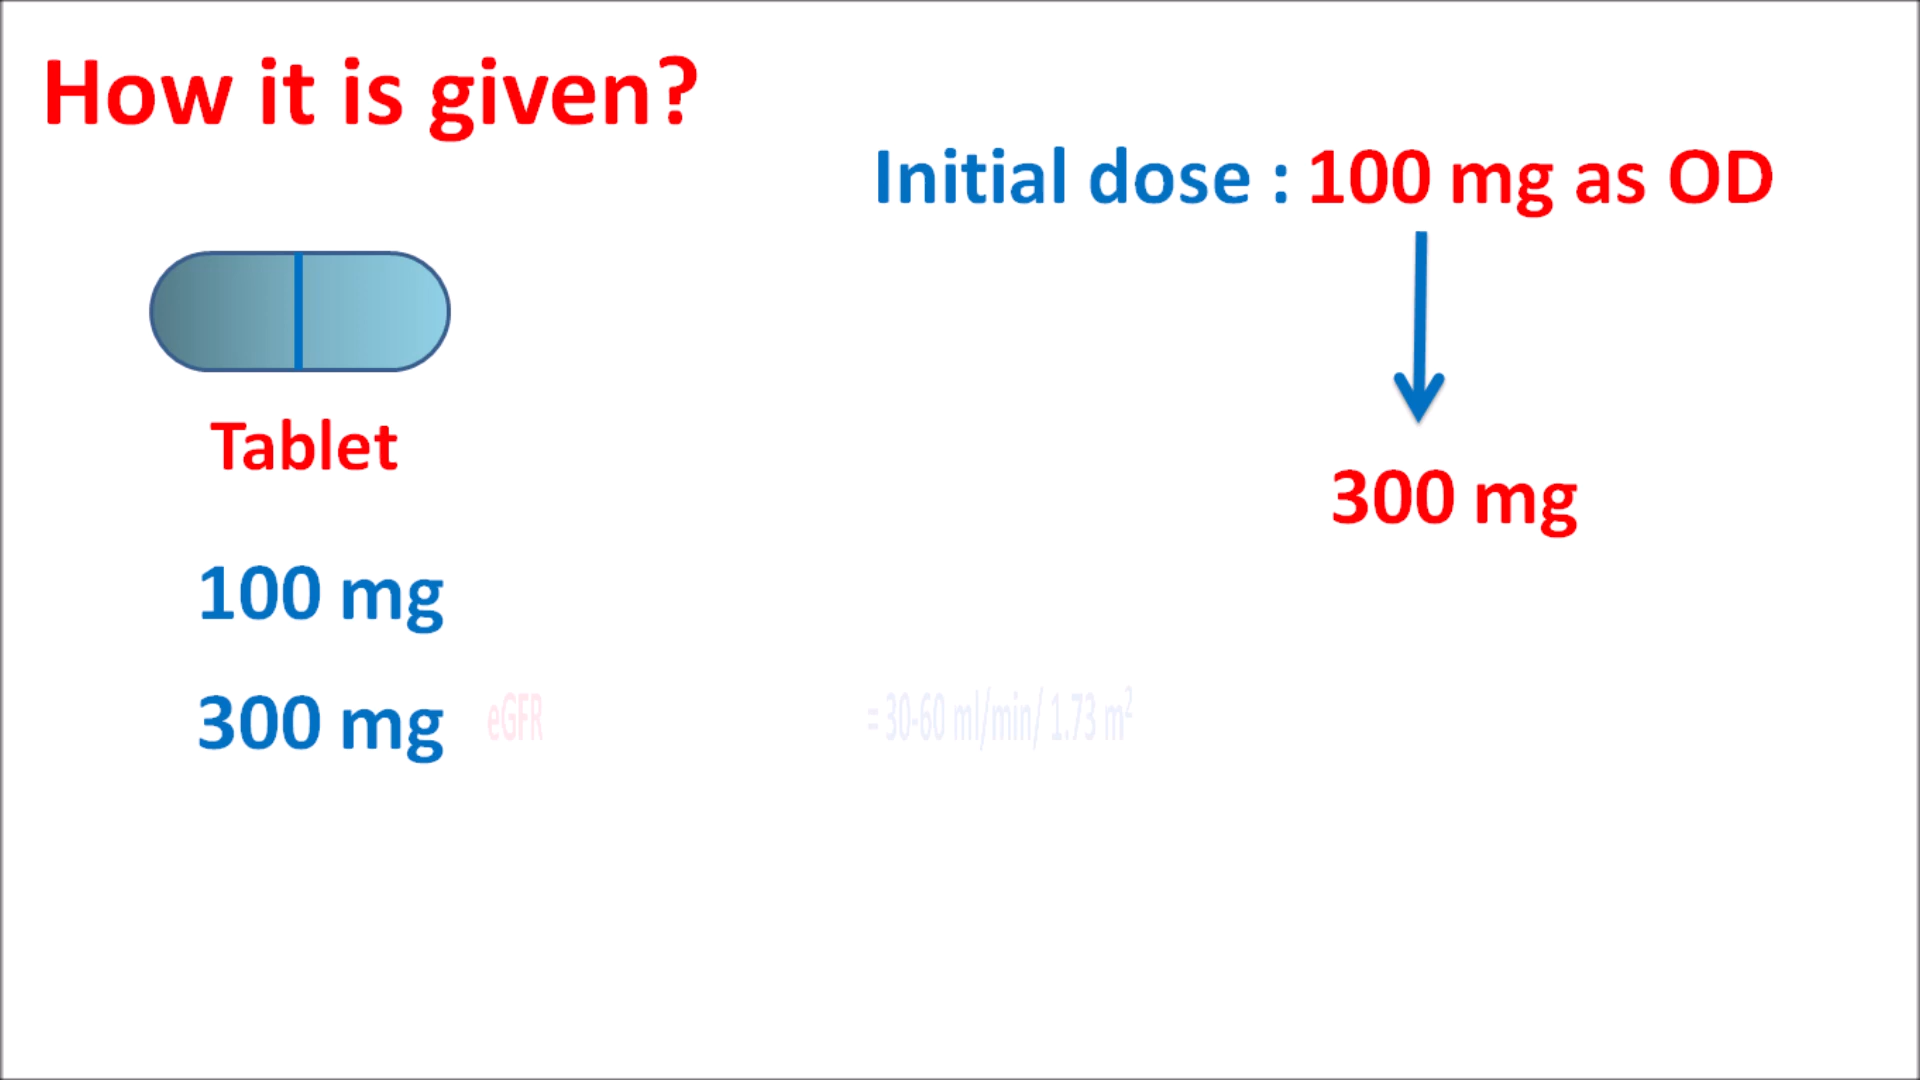 How it is given?
Initial dose : 100 mg as OD
300 mg
Tablet
100 mg
300 mg
eGFR = 30-60 ml/min/ 1.73 m²